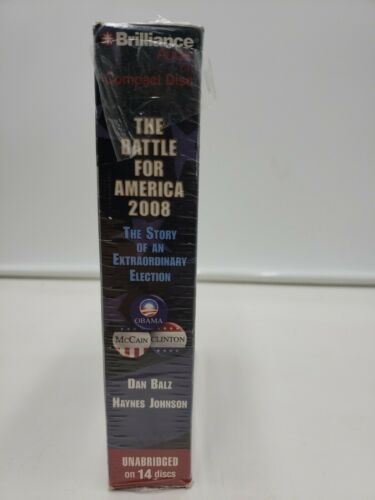 Brilliance
Audio
Compact Disc
THE
BATTLE
FOR
AMERICA
2008
THE STORY
OF AN
EXTRAORDINARY
ELECTION
OBAMA
MCCAIN CLINTON
DAN BALZ
HAYNES JOHNSON
UNABRIDGED
on 14 discs